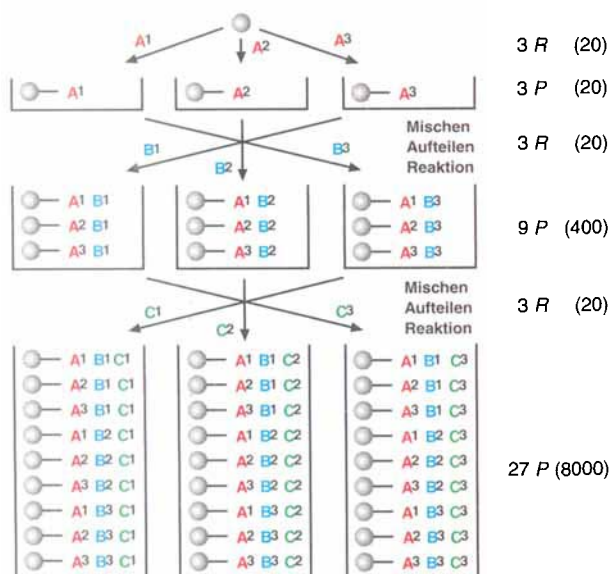 A1 A2 A3 3 R (20)
A1 A2 A3 3 P (20)
Mischen
B1 B2 B3 Aufteilen 3 R (20)
Reaktion
A1 B1 A1 B2 A1 B3
A2 B1 A2 B2 A2 B3 9 P (400)
A3 B1 A3 B2 A3 B3
Mischen
C1 C2 C3 Aufteilen 3 R (20)
Reaktion
A1 B1 C1 A1 B1 C2 A1 B1 C3
A2 B1 C1 A2 B1 C2 A2 B1 C3
A3 B1 C1 A3 B1 C2 A3 B1 C3
A1 B2 C1 A1 B2 C2 A1 B2 C3
A2 B2 C1 A2 B2 C2 A2 B2 C3 27 P (8000)
A3 B2 C1 A3 B2 C2 A3 B2 C3
A1 B3 C1 A1 B3 C2 A1 B3 C3
A2 B3 C1 A2 B3 C2 A2 B3 C3
A3 B3 C1 A3 B3 C2 A3 B3 C3